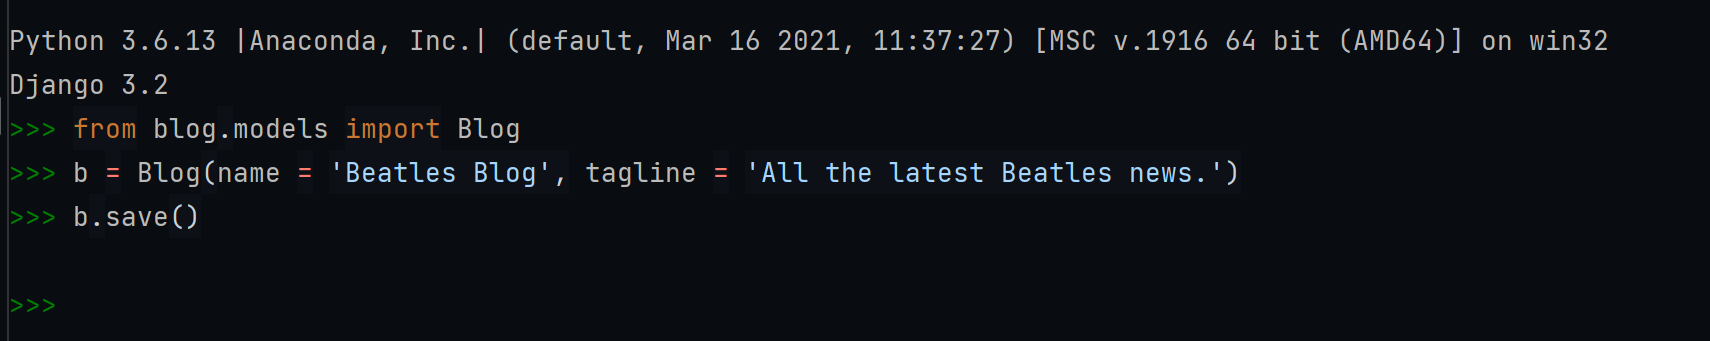 Python 3.6.13 |Anaconda, Inc.| (default, Mar 16 2021, 11:37:27) [MSC v.1916 64 bit (AMD64)] on win32
Django 3.2
>>> from blog.models import Blog
>>> b = Blog(name = 'Beatles Blog', tagline = 'All the latest Beatles news.')
>>> b.save()
>>>